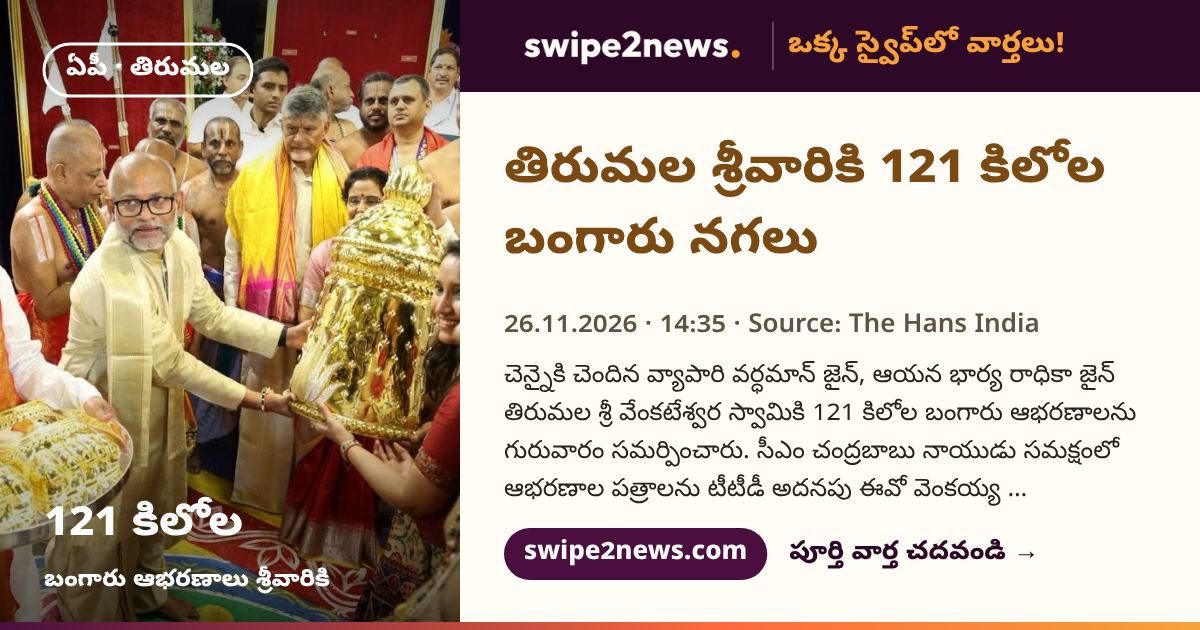 ఏపీ · తిరుమల
121 కిలోల
బంగారు ఆభరణాలు శ్రీవారికి
swipe2news.
ఒక్క స్వైప్‌లో వార్తలు!
తిరుమల శ్రీవారికి 121 కిలోల
బంగారు నగలు
26.11.2026 · 14:35 · Source: The Hans India
చెన్నైకి చెందిన వ్యాపారి వర్ధమాన్ జైన్, ఆయన భార్య రాధికా జైన్
తిరుమల శ్రీ వేంకటేశ్వర స్వామికి 121 కిలోల బంగారు ఆభరణాలను
గురువారం సమర్పించారు. సీఎం చంద్రబాబు నాయుడు సమక్షంలో
ఆభరణాల పత్రాలను టీటీడీ అదనపు ఈవో వెంకయ్య ...
swipe2news.com
పూర్తి వార్త చదవండి →